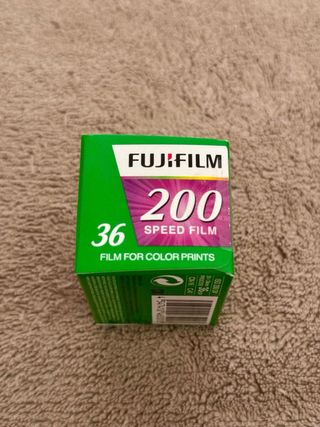 FUJIFILM
200
SPEED FILM
36
FILM FOR COLOR PRINTS